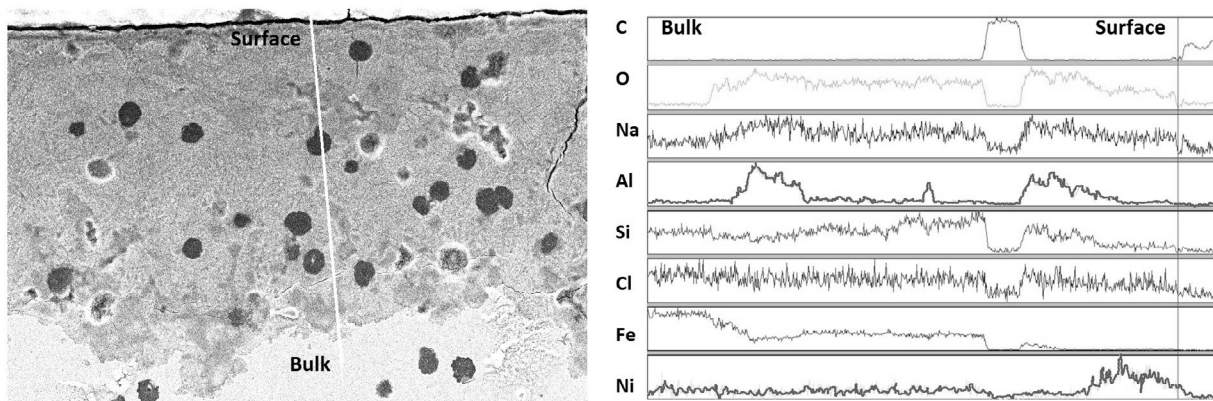 Surface
Bulk
C
Bulk
Surface
O
Na
Al
Si
Cl
Fe
Ni